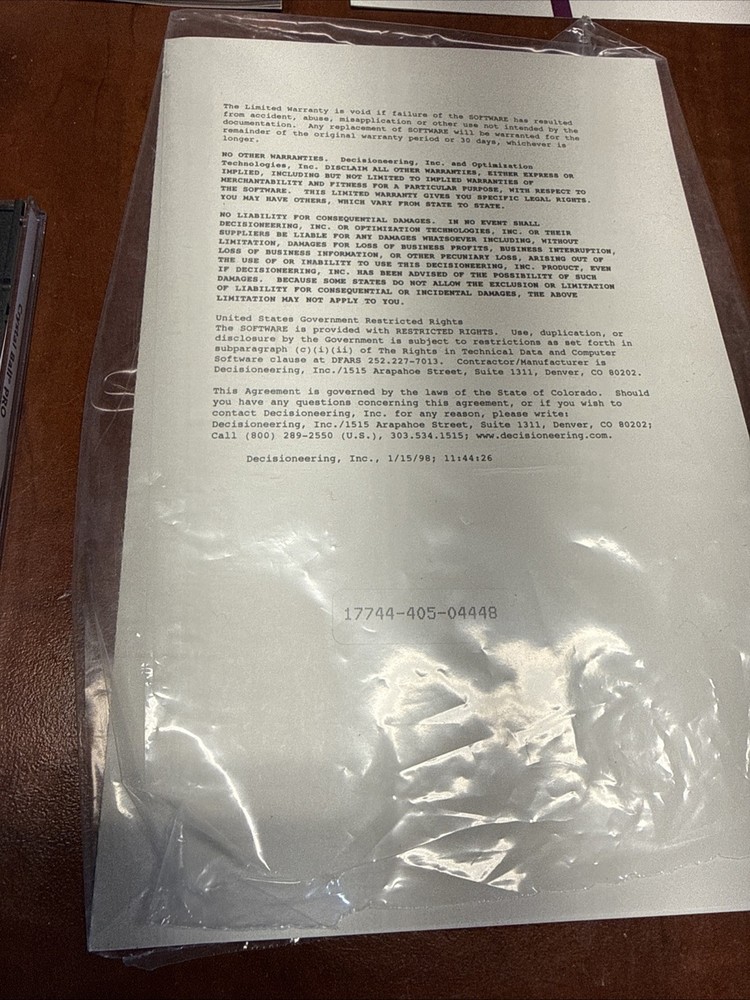 The Limited Warranty is void if failure of the SOFTWARE has resulted
from accident, abuse, misapplication or other use not intended by the
documentation. Any replacement of SOFTWARE will be warranted for the
remainder of the original warranty period or 30 days, whichever is
longer.
NO OTHER WARRANTIES. Decisioneering, Inc. and Optimization
Technologies, Inc. DISCLAIM ALL OTHER WARRANTIES, EITHER EXPRESS OR
IMPLIED, INCLUDING BUT NOT LIMITED TO IMPLIED WARRANTIES OF
MERCHANTABILITY AND FITNESS FOR A PARTICULAR PURPOSE, WITH RESPECT TO
THE SOFTWARE. THIS LIMITED WARRANTY GIVES YOU SPECIFIC LEGAL RIGHTS.
YOU MAY HAVE OTHERS, WHICH VARY FROM STATE TO STATE.
NO LIABILITY FOR CONSEQUENTIAL DAMAGES. IN NO EVENT SHALL
DECISIONEERING, INC. OR OPTIMIZATION TECHNOLOGIES, INC. OR THEIR
SUPPLIERS BE LIABLE FOR ANY DAMAGES WHATSOEVER INCLUDING, WITHOUT
LIMITATION, DAMAGES FOR LOSS OF BUSINESS PROFITS, BUSINESS INTERRUPTION,
LOSS OF BUSINESS INFORMATION, OR OTHER PECUNIARY LOSS, ARISING OUT OF
THE USE OF OR INABILITY TO USE THIS DECISIONEERING, INC. PRODUCT, EVEN
IF DECISIONEERING, INC. HAS BEEN ADVISED OF THE POSSIBILITY OF SUCH
DAMAGES. BECAUSE SOME STATES DO NOT ALLOW THE EXCLUSION OR LIMITATION
OF LIABILITY FOR CONSEQUENTIAL OR INCIDENTAL DAMAGES, THE ABOVE
LIMITATION MAY NOT APPLY TO YOU.
United States Government Restricted Rights
The SOFTWARE is provided with RESTRICTED RIGHTS. Use, duplication, or
disclosure by the Government is subject to restrictions as set forth in
subparagraph (c)(i)(ii) of The Rights in Technical Data and Computer
Software clause at DFARS 252.227-7013. Contractor/Manufacturer is
Decisioneering, Inc./1515 Arapahoe Street, Suite 1311, Denver, CO 80202.
This Agreement is governed by the laws of the State of Colorado. Should
you have any questions concerning this agreement, or if you wish to
contact Decisioneering, Inc. for any reason, please write:
Decisioneering, Inc./1515 Arapahoe Street, Suite 1311, Denver, CO 80202;
Call (800) 289-2550 (U.S.), 303.534.1515; www.decisioneering.com.
Decisioneering, Inc., 1/15/98; 11:44:26
17744-405-04448
Crystal Ball PRO